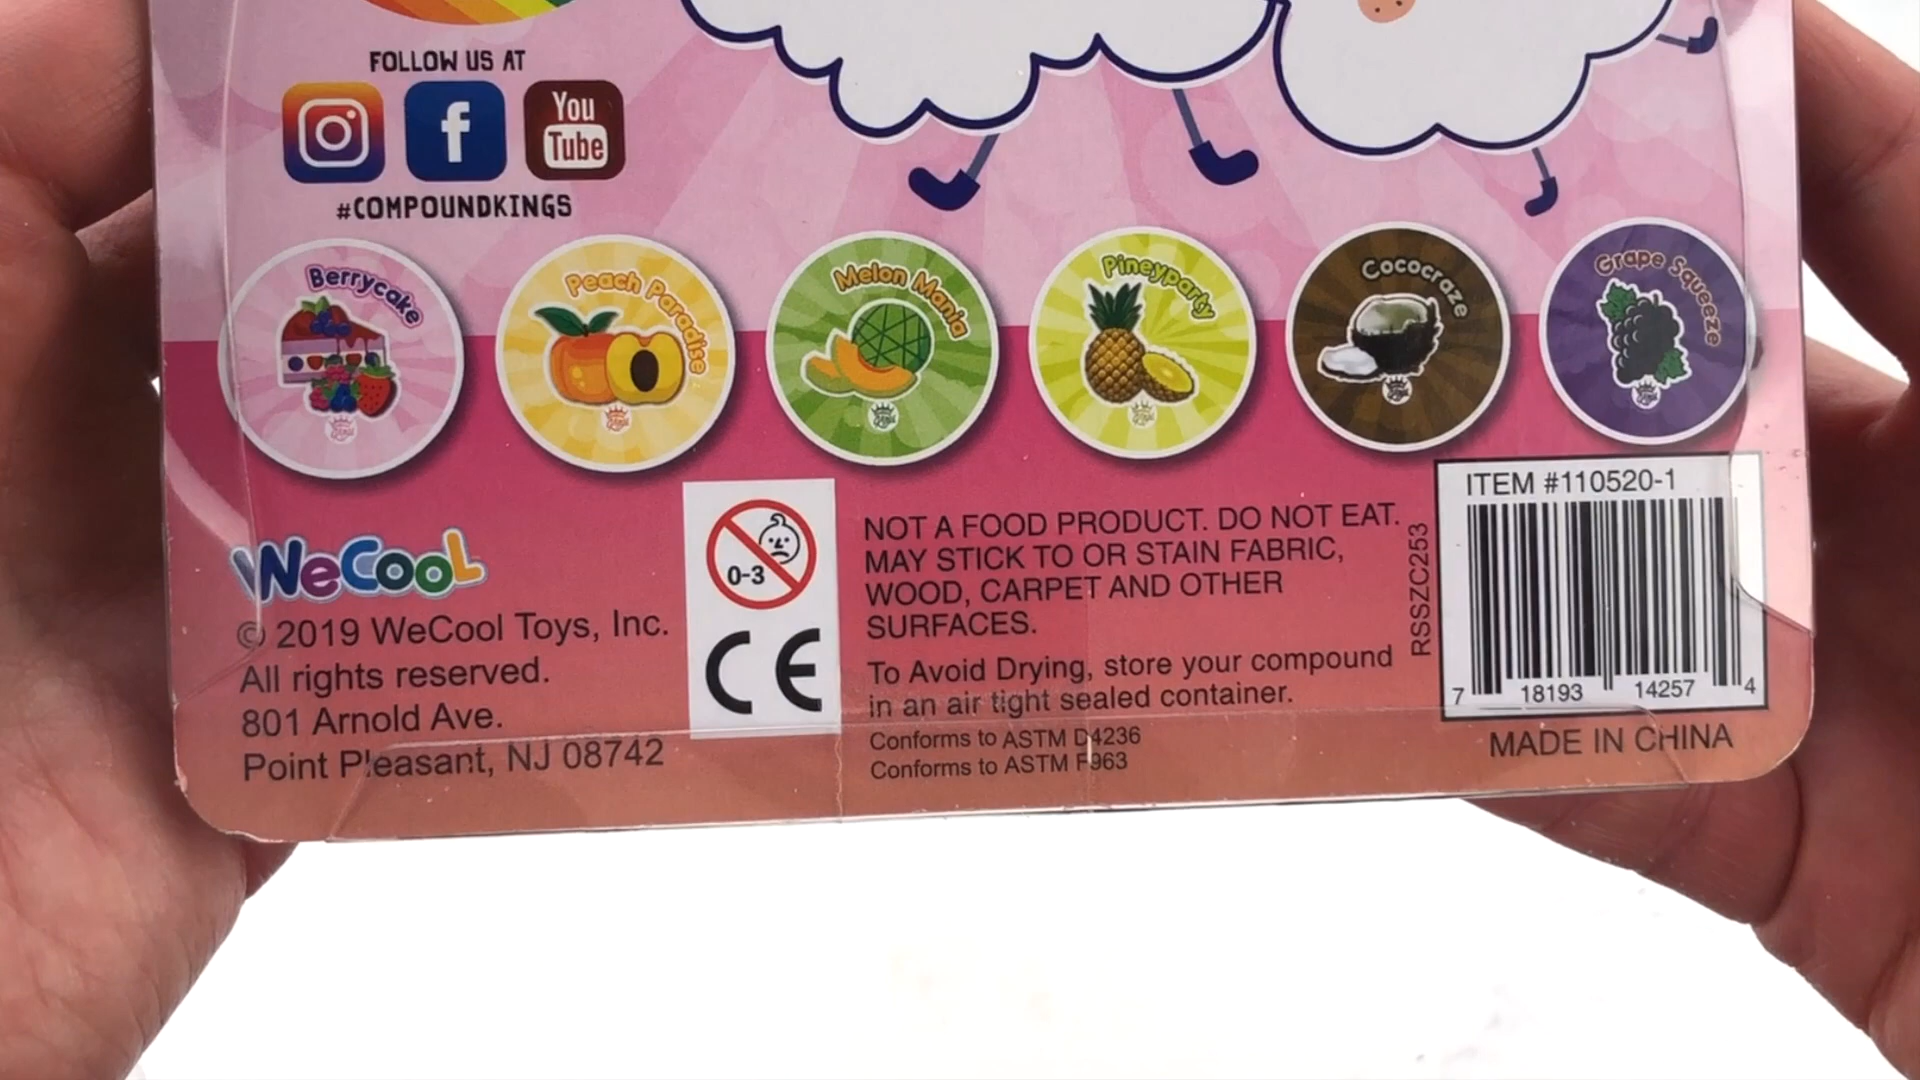 FOLLOW US AT
You
Tube
#COMPOUNDKINGS
Berrycake
Peach Paradise
Melon Mania
Pineyparty
Cococraze
Grape Squeeze
WeCool
© 2019 WeCool Toys, Inc.
All rights reserved.
801 Arnold Ave.
Point Pleasant, NJ 08742
0-3
CE
NOT A FOOD PRODUCT. DO NOT EAT.
MAY STICK TO OR STAIN FABRIC,
WOOD, CARPET AND OTHER
SURFACES.
To Avoid Drying, store your compound
in an air tight sealed container.
Conforms to ASTM D4236
Conforms to ASTM F963
RSSZC253
ITEM #110520-1
7 18193 14257 4
MADE IN CHINA